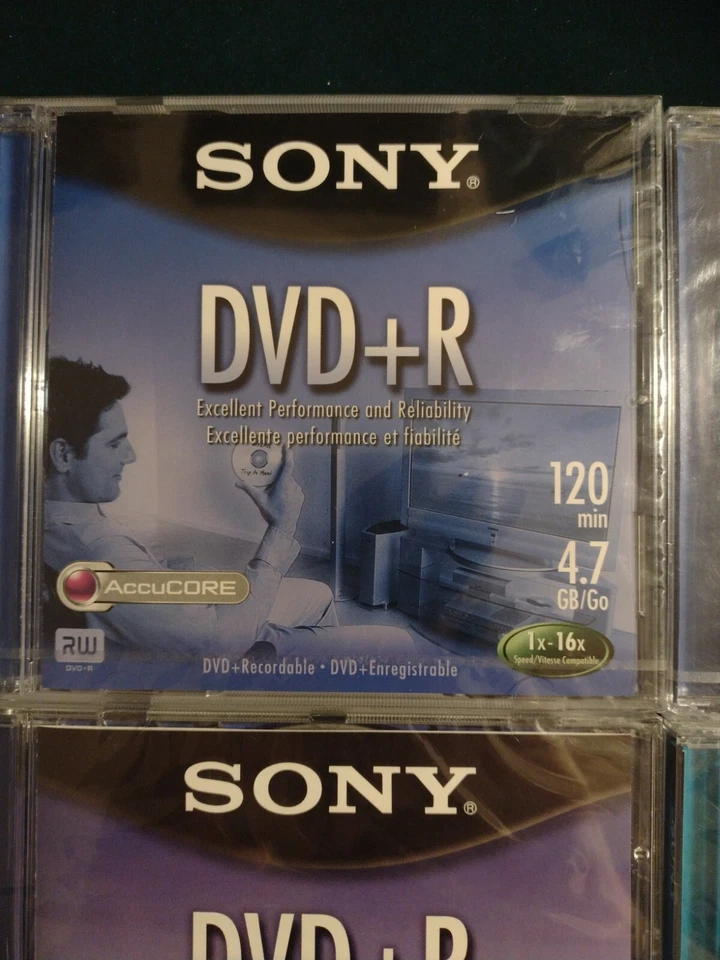 SONY®
DVD+R
Excellent Performance and Reliability
Excellente performance et fiabilité
120
min
4.7
GB/Go
AccuCORE
RW
DVD+R
1x-16x
Speed/Vitesse Compatible
DVD+Recordable • DVD+Enregistrable
SONY®
DVD+R